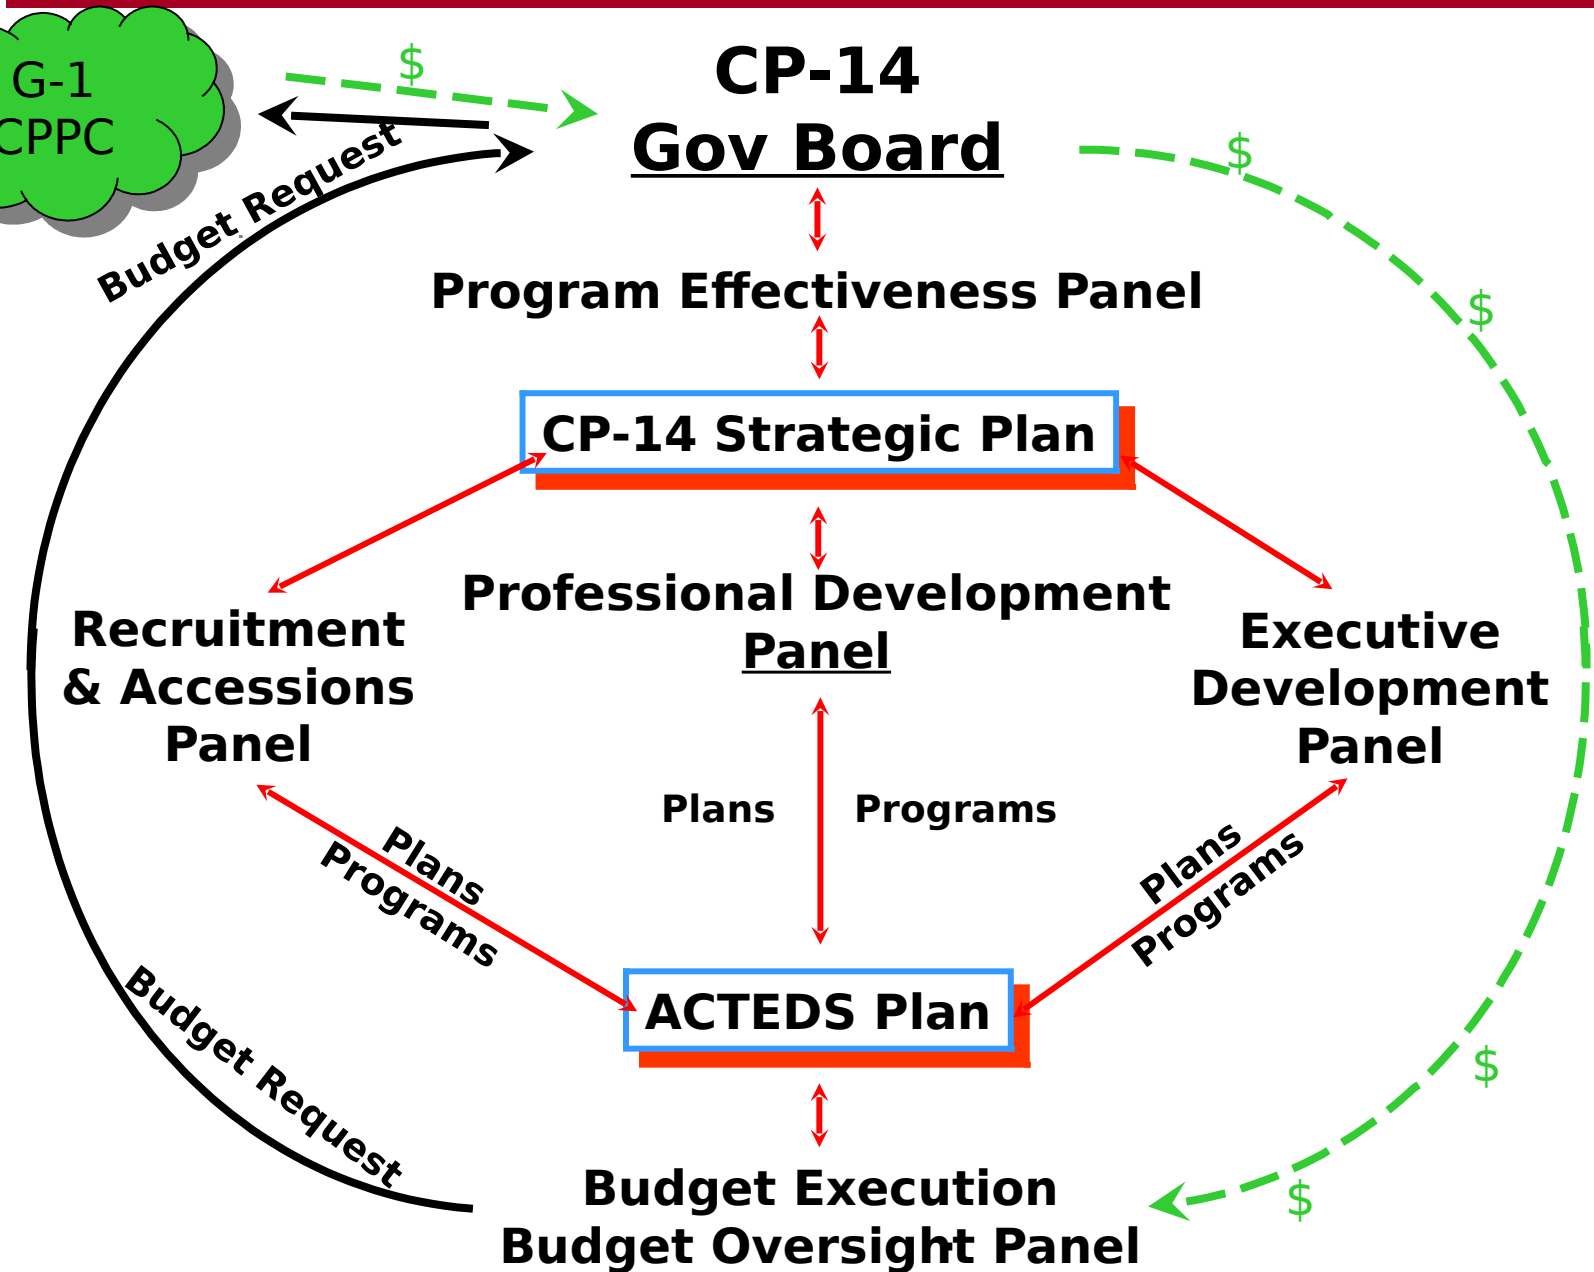 G-1
CPPC
$
CP-14
Gov Board
Budget Request
$
$
Program Effectiveness Panel
CP-14 Strategic Plan
Professional Development
Panel
Recruitment
& Accessions
Panel
Executive
Development
Panel
Plans
Programs
Plans
Programs
Plans
Programs
ACTEDS Plan
Budget Request
$
$
Budget Execution
Budget Oversight Panel